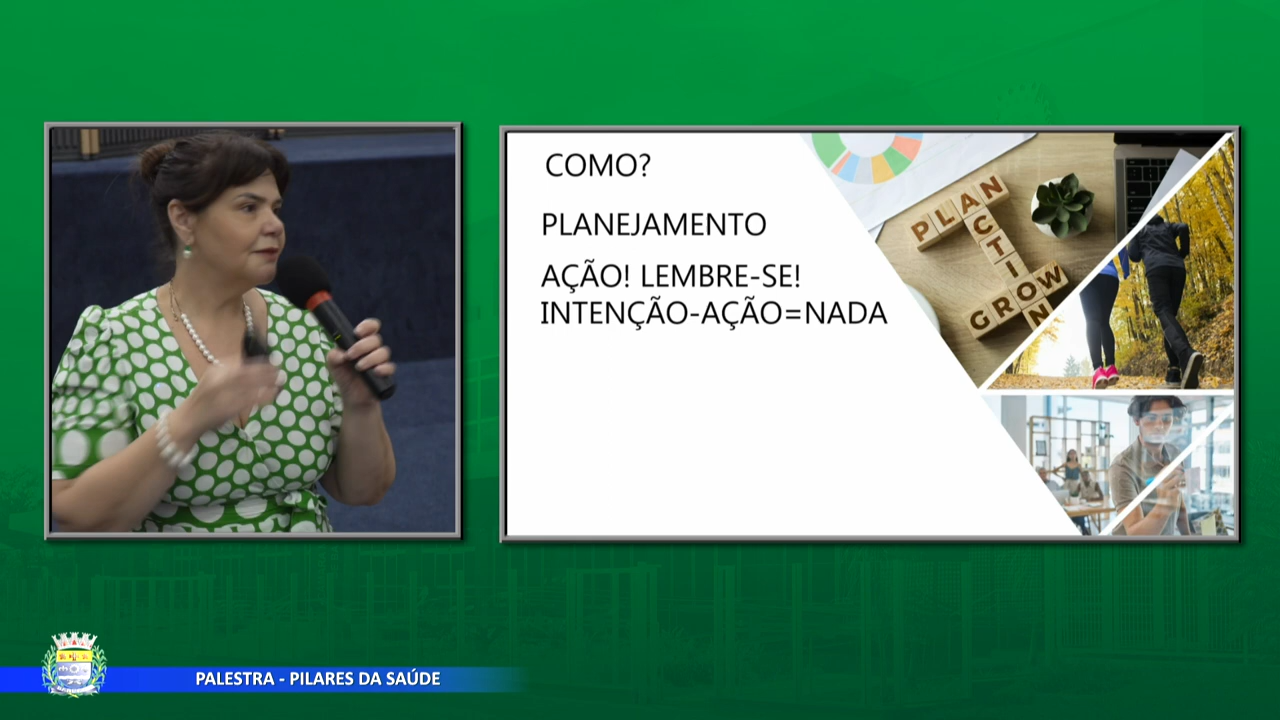 COMO?
PLANEJAMENTO
AÇÃO! LEMBRE-SE!
INTENÇÃO-AÇÃO=NADA
PLAN
ACTION
GROW
PALESTRA - PILARES DA SAÚDE